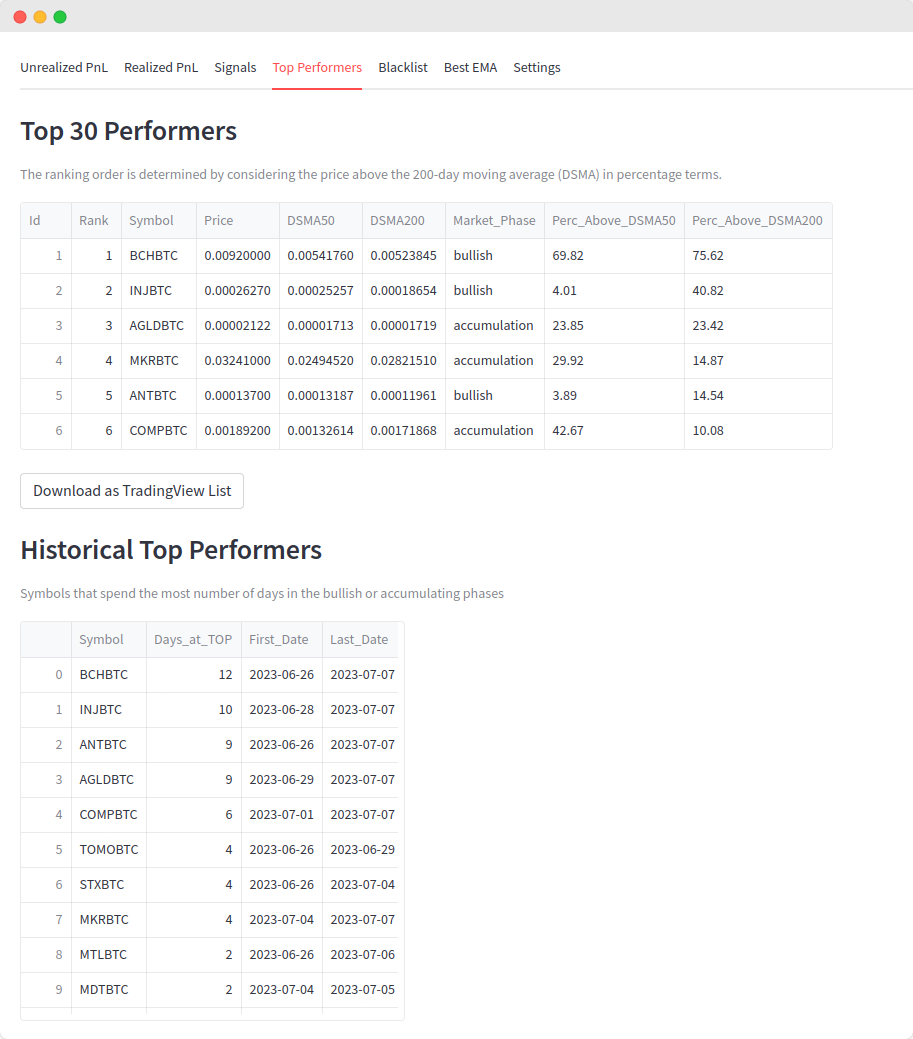 Unrealized PnL Realized PnL Signals Top Performers Blacklist Best EMA Settings
Top 30 Performers
The ranking order is determined by considering the price above the 200-day moving average (DSMA) in percentage terms.
Id Rank Symbol Price DSMA50 DSMA200 Market_Phase Perc_Above_DSMA50 Perc_Above_DSMA200
1 1 BCHBTC 0.00920000 0.00541760 0.00523845 bullish 69.82 75.62
2 2 INJBTC 0.00026270 0.00025257 0.00018654 bullish 4.01 40.82
3 3 AGLDBTC 0.00002122 0.00001713 0.00001719 accumulation 23.85 23.42
4 4 MKRBTC 0.03241000 0.02494520 0.02821510 accumulation 29.92 14.87
5 5 ANTBTC 0.00013700 0.00013187 0.00011961 bullish 3.89 14.54
6 6 COMPBTC 0.00189200 0.00132614 0.00171868 accumulation 42.67 10.08
Download as TradingView List
Historical Top Performers
Symbols that spend the most number of days in the bullish or accumulating phases
Symbol Days_at_TOP First_Date Last_Date
0 BCHBTC 12 2023-06-26 2023-07-07
1 INJBTC 10 2023-06-28 2023-07-07
2 ANTBTC 9 2023-06-26 2023-07-07
3 AGLDBTC 9 2023-06-29 2023-07-07
4 COMPBTC 6 2023-07-01 2023-07-07
5 TOMOBTC 4 2023-06-26 2023-06-29
6 STXBTC 4 2023-06-26 2023-07-04
7 MKRBTC 4 2023-07-04 2023-07-07
8 MTLBTC 2 2023-06-26 2023-07-06
9 MDTBTC 2 2023-07-04 2023-07-05